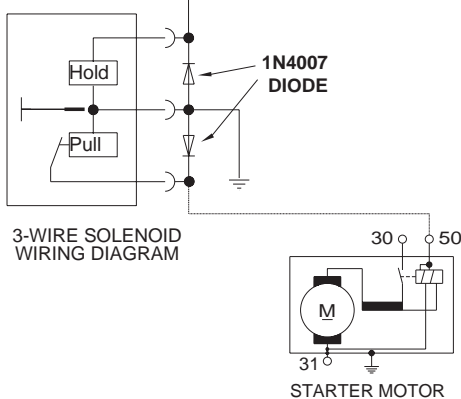 Hold
1N4007
DIODE
Pull
3-WIRE SOLENOID
WIRING DIAGRAM
30
50
M
31
STARTER MOTOR